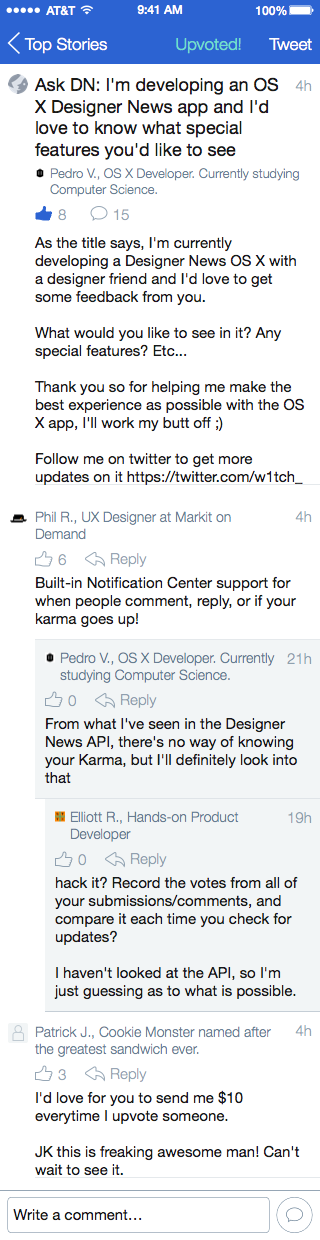 AT&T 9:41 AM 100%
Top Stories Upvoted! Tweet
Ask DN: I'm developing an OS 4h
X Designer News app and I'd
love to know what special
features you'd like to see
Pedro V., OS X Developer. Currently studying
Computer Science.
8 15
As the title says, I'm currently
developing a Designer News OS X with
a designer friend and I'd love to get
some feedback from you.
What would you like to see in it? Any
special features? Etc...
Thank you so for helping me make the
best experience as possible with the OS
X app, I'll work my butt off ;)
Follow me on twitter to get more
updates on it https://twitter.com/w1tch_
Phil R., UX Designer at Markit on 4h
Demand
6 Reply
Built-in Notification Center support for
when people comment, reply, or if your
karma goes up!
Pedro V., OS X Developer. Currently 21h
studying Computer Science.
0 Reply
From what I've seen in the Designer
News API, there's no way of knowing
your Karma, but I'll definitely look into
that
Elliott R., Hands-on Product 19h
Developer
0 Reply
hack it? Record the votes from all of
your submissions/comments, and
compare it each time you check for
updates?
I haven't looked at the API, so I'm
just guessing as to what is possible.
Patrick J., Cookie Monster named after 4h
the greatest sandwich ever.
3 Reply
I'd love for you to send me $10
everytime I upvote someone.
JK this is freaking awesome man! Can't
wait to see it.
Write a comment...